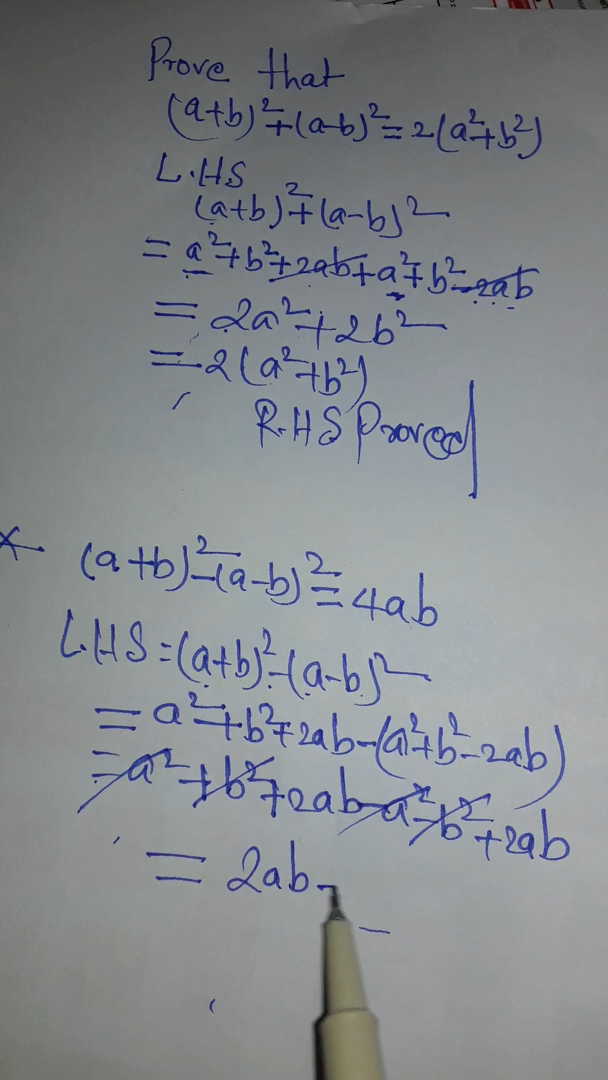 Prove that
(a+b)²+(a-b)²=2(a²+b²)
L.HS
(a+b)²+(a-b)²
= a²+b²+2ab+a²+b²-2ab
= 2a²+2b²
= 2(a²+b²)
R.HS Proved
(a+b)²-(a-b)²=4ab
L.HS=(a+b)²-(a-b)²
= a²+b²+2ab-(a²+b²-2ab)
= a²+b²+2ab-a²-b²+2ab
= 2ab